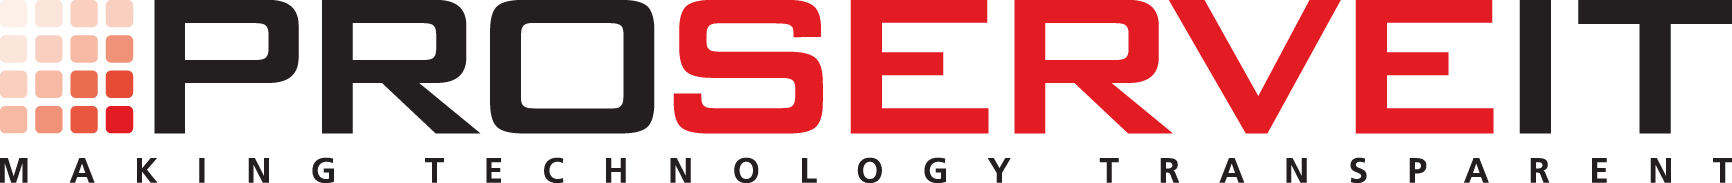 PROSERVEIT
MAKING TECHNOLOGY TRANSPARENT